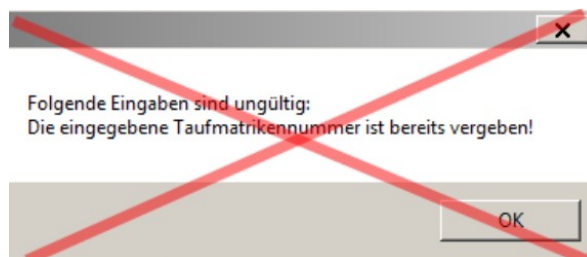 Folgende Eingaben sind ungültig:
Die eingegebene Taufmatrikennummer ist bereits vergeben!
OK